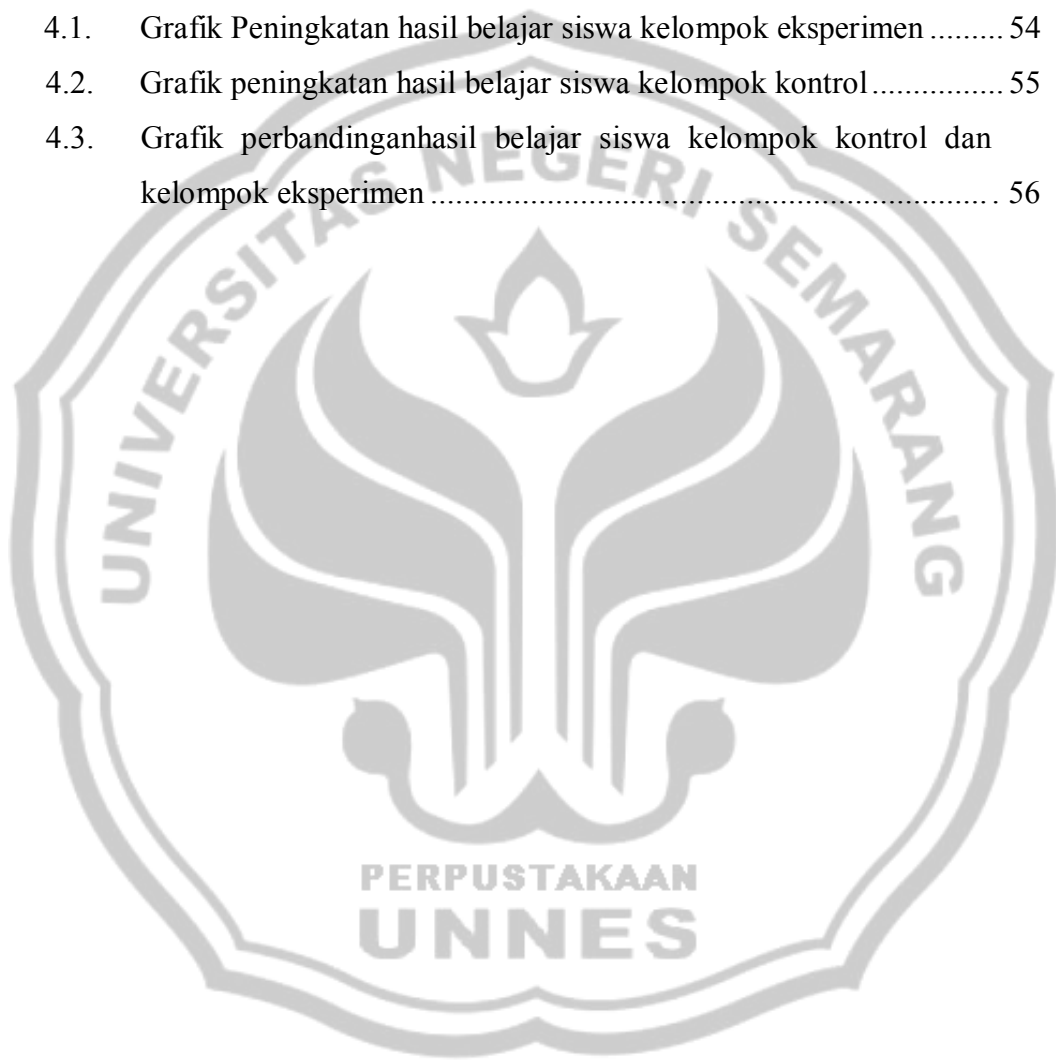 4.1. Grafik Peningkatan hasil belajar siswa kelompok eksperimen ......... 54
4.2. Grafik peningkatan hasil belajar siswa kelompok kontrol ................ 55
4.3. Grafik perbandinganhasil belajar siswa kelompok kontrol dan
kelompok eksperimen .................................................................... . 56
UNIVERSITAS NEGERI SEMARANG
PERPUSTAKAAN
UNNES